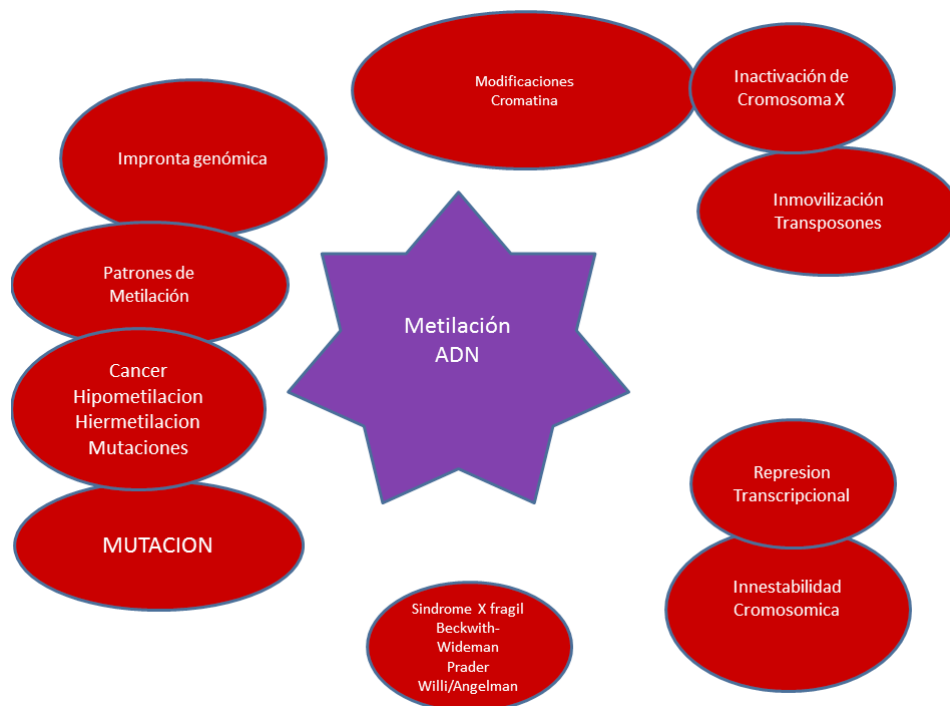 Modificaciones
Cromatina
Inactivación de
Cromosoma X
Impronta genómica
Inmovilización
Transposones
Patrones de
Metilación
Metilación
ADN
Cancer
Hipometilacion
Hiermetilacion
Mutaciones
Represion
Transcripcional
MUTACION
Innestabilidad
Cromosomica
Sindrome X fragil
Beckwith-
Wideman
Prader
Willi/Angelman